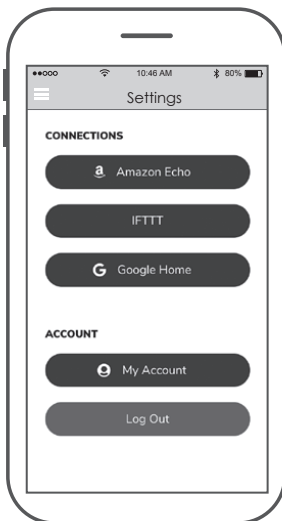 10:46 AM 80%
Settings
CONNECTIONS
a Amazon Echo
IFTTT
G Google Home
ACCOUNT
My Account
Log Out